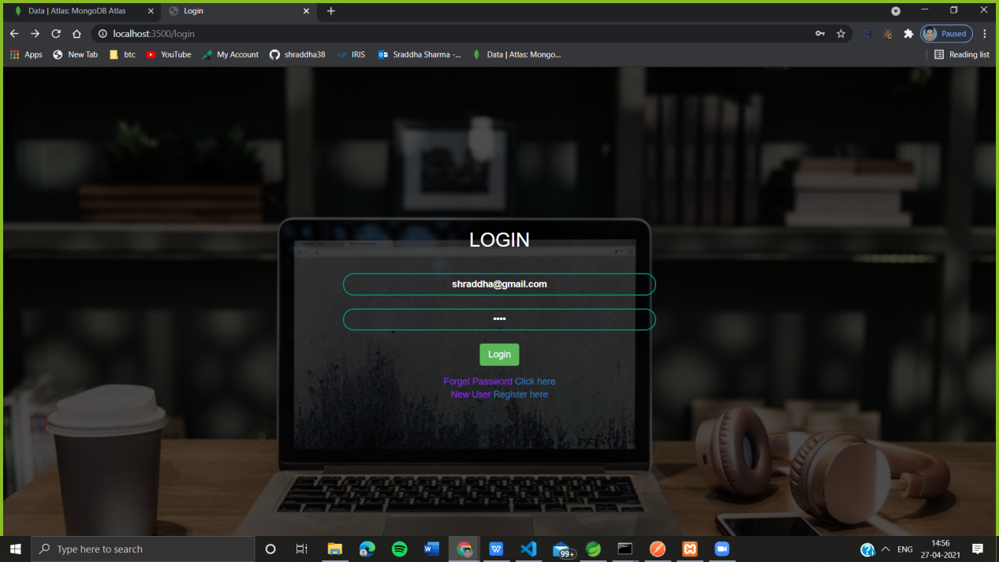 Data | Atlas: MongoDB Atlas
Login
localhost:3500/login
Paused
Apps
New Tab
btc
YouTube
My Account
shraddha38
IRIS
Sraddha Sharma -...
Data | Atlas: Mongo...
Reading list
LOGIN
shraddha@gmail.com
••••
Login
Forget Password Click here
New User Register here
Type here to search
99+
ENG
14:56
27-04-2021